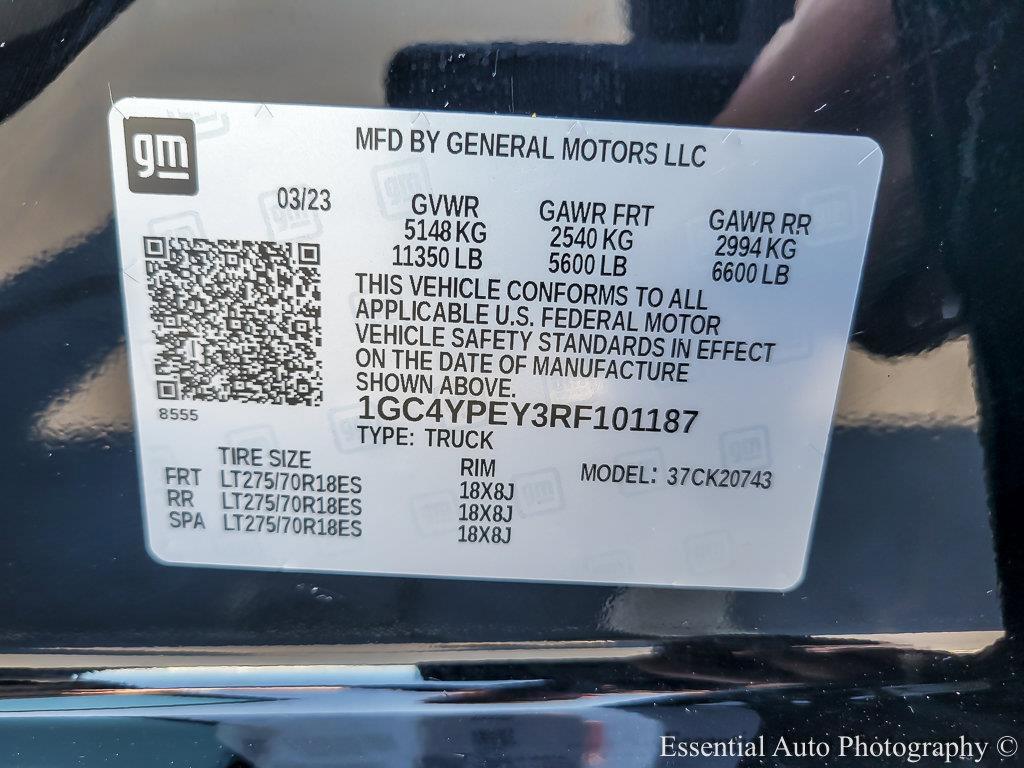 gm
MFD BY GENERAL MOTORS LLC
03/23
GVWR GAWR FRT GAWR RR
5148 KG 2540 KG 2994 KG
11350 LB 5600 LB 6600 LB
THIS VEHICLE CONFORMS TO ALL
APPLICABLE U.S. FEDERAL MOTOR
VEHICLE SAFETY STANDARDS IN EFFECT
ON THE DATE OF MANUFACTURE
SHOWN ABOVE.
8555
1GC4YPEY3RF101187
TYPE: TRUCK
TIRE SIZE RIM MODEL: 37CK20743
FRT LT275/70R18ES 18X8J
RR LT275/70R18ES 18X8J
SPA LT275/70R18ES 18X8J
Essential Auto Photography ©